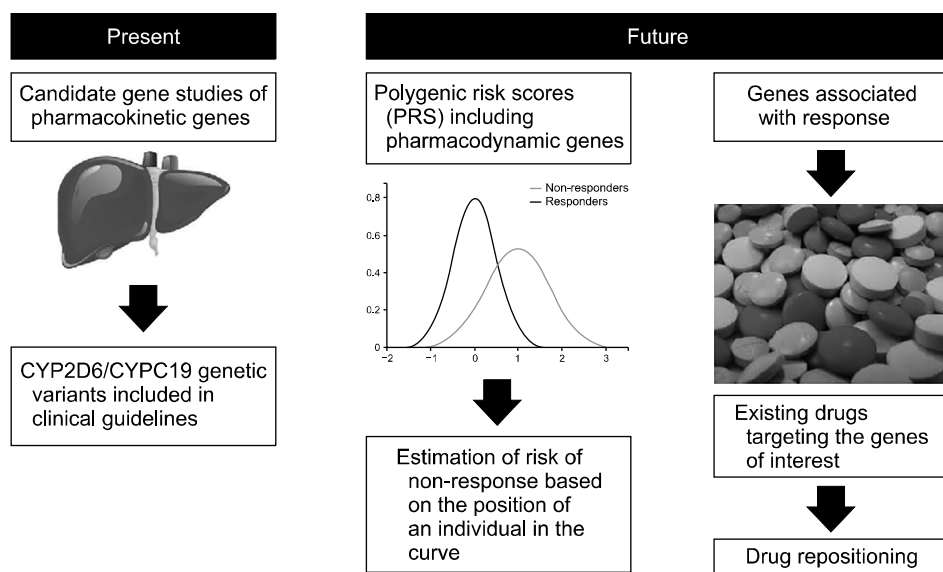 Present
Candidate gene studies of
pharmacokinetic genes
CYP2D6/CYPC19 genetic
variants included in
clinical guidelines
Future
Polygenic risk scores
(PRS) including
pharmacodynamic genes
Non-responders
Responders
0.8
0.6
0.4
0.2
0
−2
−1
0
1
2
3
Estimation of risk of
non-response based
on the position of
an individual in the
curve
Genes associated
with response
Existing drugs
targeting the genes
of interest
Drug repositioning